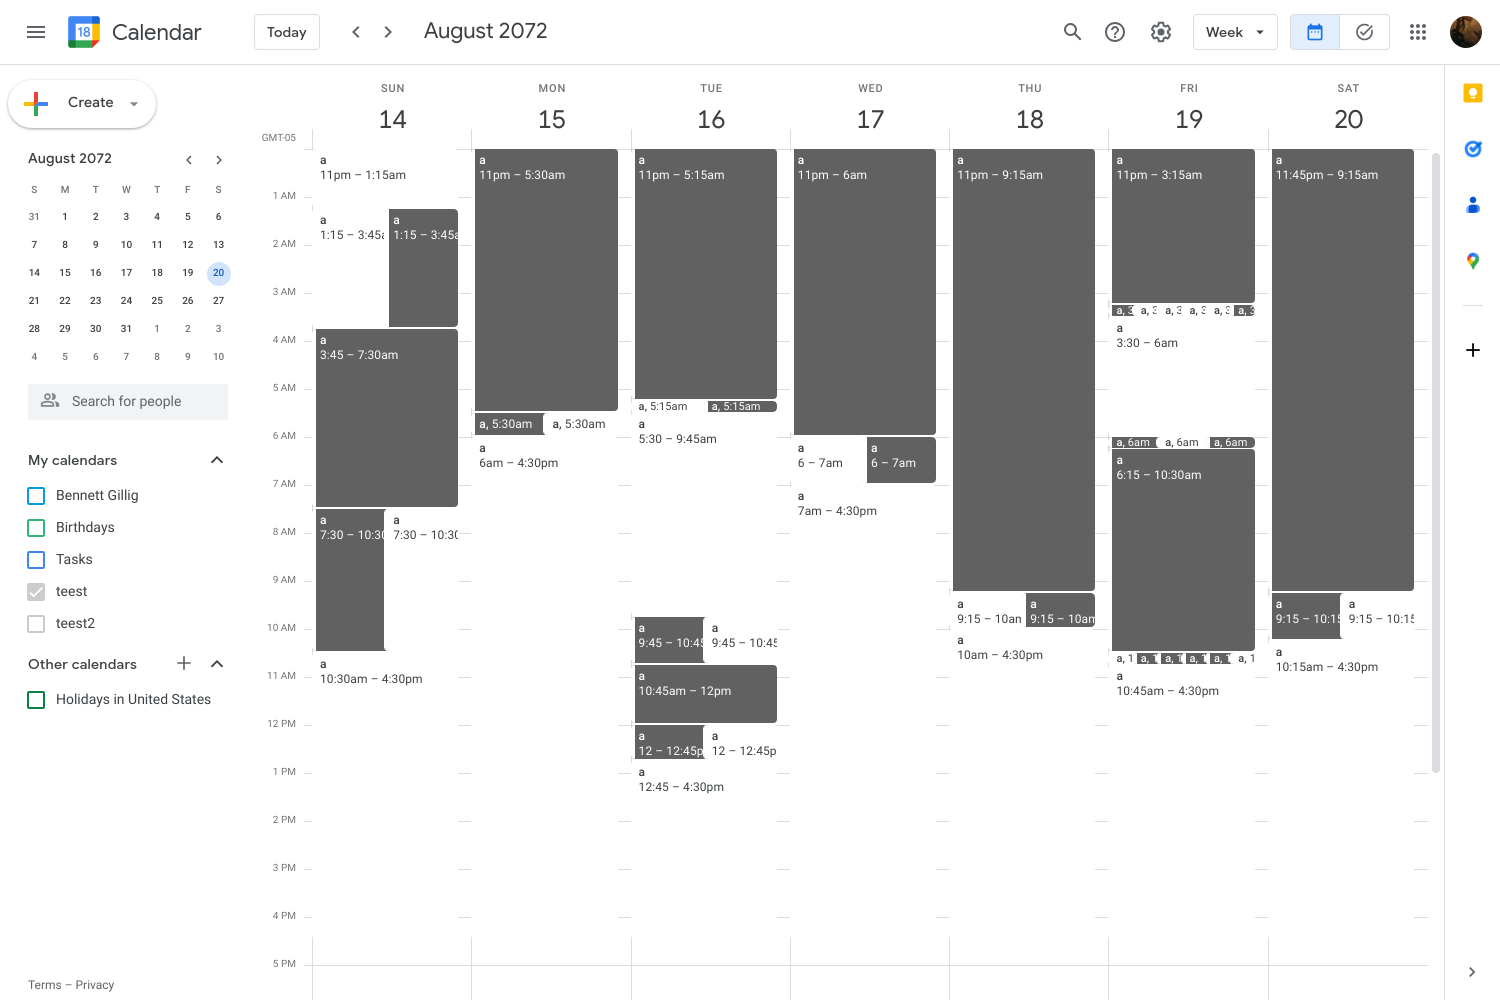 18 Calendar
Today
August 2072
Week
Create
August 2072
S M T W T F S
31 1 2 3 4 5 6
7 8 9 10 11 12 13
14 15 16 17 18 19 20
21 22 23 24 25 26 27
28 29 30 31 1 2 3
4 5 6 7 8 9 10
Search for people
My calendars
Bennett Gillig
Birthdays
Tasks
teest
teest2
Other calendars
Holidays in United States
Terms – Privacy
GMT-05
1 AM
2 AM
3 AM
4 AM
5 AM
6 AM
7 AM
8 AM
9 AM
10 AM
11 AM
12 PM
1 PM
2 PM
3 PM
4 PM
5 PM
SUN
14
a
11pm – 1:15am
a
1:15 – 3:45a
a
1:15 – 3:45a
a
3:45 – 7:30am
a
7:30 – 10:30
a
7:30 – 10:30
a
10:30am – 4:30pm
MON
15
a
11pm – 5:30am
a, 5:30am
a, 5:30am
a
6am – 4:30pm
TUE
16
a
11pm – 5:15am
a, 5:15am
a, 5:15am
a
5:30 – 9:45am
a
9:45 – 10:45
a
9:45 – 10:45
a
10:45am – 12pm
a
12 – 12:45p
a
12 – 12:45p
a
12:45 – 4:30pm
WED
17
a
11pm – 6am
a
6 – 7am
a
6 – 7am
a
7am – 4:30pm
THU
18
a
11pm – 9:15am
a
9:15 – 10am
a
9:15 – 10am
a
10am – 4:30pm
FRI
19
a
11pm – 3:15am
a, 3
a, 3
a, 3
a, 3
a, 3
a, 3
a
3:30 – 6am
a, 6am
a, 6am
a, 6am
a
6:15 – 10:30am
a, 1
a, 1
a, 1
a, 1
a, 1
a, 1
a
10:45am – 4:30pm
SAT
20
a
11:45pm – 9:15am
a
9:15 – 10:15
a
9:15 – 10:15
a
10:15am – 4:30pm